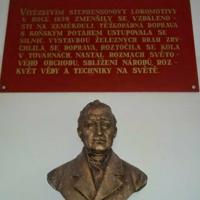 VÍTĚZSTVÍM STEPHENSONOVY LOKOMOTIVY
V ROCE 1829 ZMENŠILY SE VZDÁLENO-
STI NA ZEMĚKOULI. TĚŽKOPÁDNÁ DOPRAVA
S KOŇSKÝM POTAHEM USTUPOVALA SE
SILNIC. VÝSTAVBOU ŽELEZNÝCH DRAH ZRY-
CHLILA SE DOPRAVA, ROZTOČILA SE KOLA
V TOVÁRNÁCH, NASTAL ROZMACH SVĚTO-
VÉHO OBCHODU, SBLÍŽENÍ NÁRODŮ, ROZ-
KVĚT VĚDY A TECHNIKY NA SVĚTĚ.